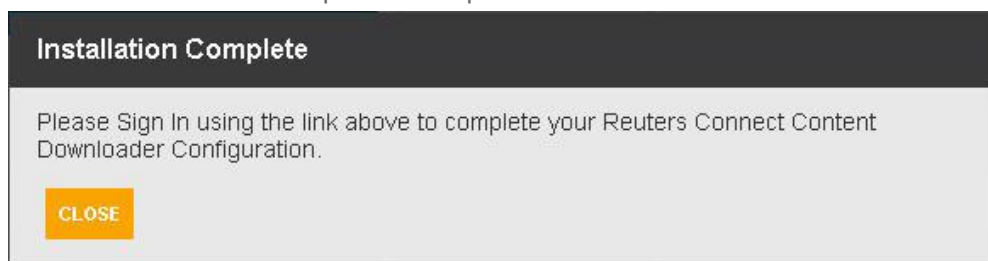 Installation Complete
Please Sign In using the link above to complete your Reuters Connect Content
Downloader Configuration.
CLOSE